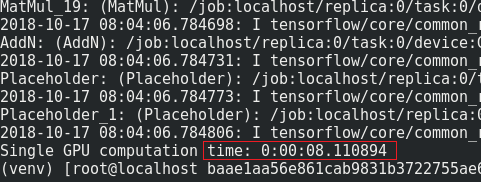 MatMul_19: (MatMul): /job:localhost/replica:0/task:0/
2018-10-17 08:04:06.784698: I tensorflow/core/common_
AddN: (AddN): /job:localhost/replica:0/task:0/device:
2018-10-17 08:04:06.784731: I tensorflow/core/common_
Placeholder: (Placeholder): /job:localhost/replica:0/
2018-10-17 08:04:06.784773: I tensorflow/core/common_
Placeholder_1: (Placeholder): /job:localhost/replica:
2018-10-17 08:04:06.784806: I tensorflow/core/common_
Single GPU computation time: 0:00:08.110894
(venv) [root@localhost baae1aa56e861cab9831b3722755ae